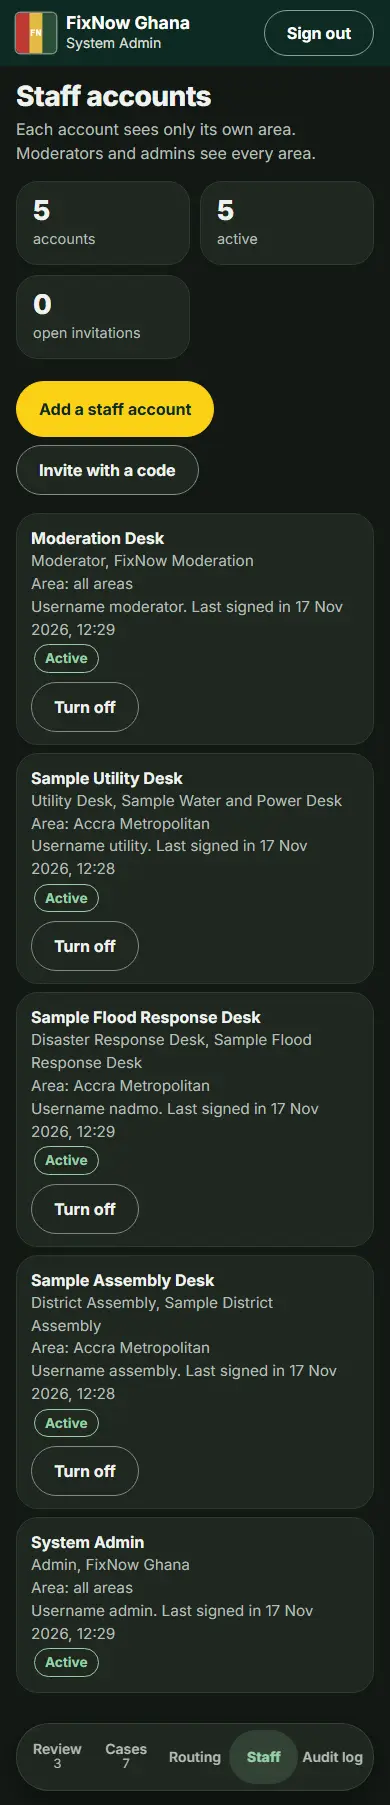 FN
FixNow Ghana
System Admin
Sign out
Staff accounts
Each account sees only its own area.
Moderators and admins see every area.
5
accounts
5
active
0
open invitations
Add a staff account
Invite with a code
Moderation Desk
Moderator, FixNow Moderation
Area: all areas
Username moderator. Last signed in 17 Nov
2026, 12:29
Active
Turn off
Sample Utility Desk
Utility Desk, Sample Water and Power Desk
Area: Accra Metropolitan
Username utility. Last signed in 17 Nov
2026, 12:28
Active
Turn off
Sample Flood Response Desk
Disaster Response Desk, Sample Flood
Response Desk
Area: Accra Metropolitan
Username nadmo. Last signed in 17 Nov
2026, 12:29
Active
Turn off
Sample Assembly Desk
District Assembly, Sample District
Assembly
Area: Accra Metropolitan
Username assembly. Last signed in 17 Nov
2026, 12:28
Active
Turn off
System Admin
Admin, FixNow Ghana
Area: all areas
Username admin. Last signed in 17 Nov
2026, 12:29
Active
Review
3
Cases
7
Routing
Staff
Audit log